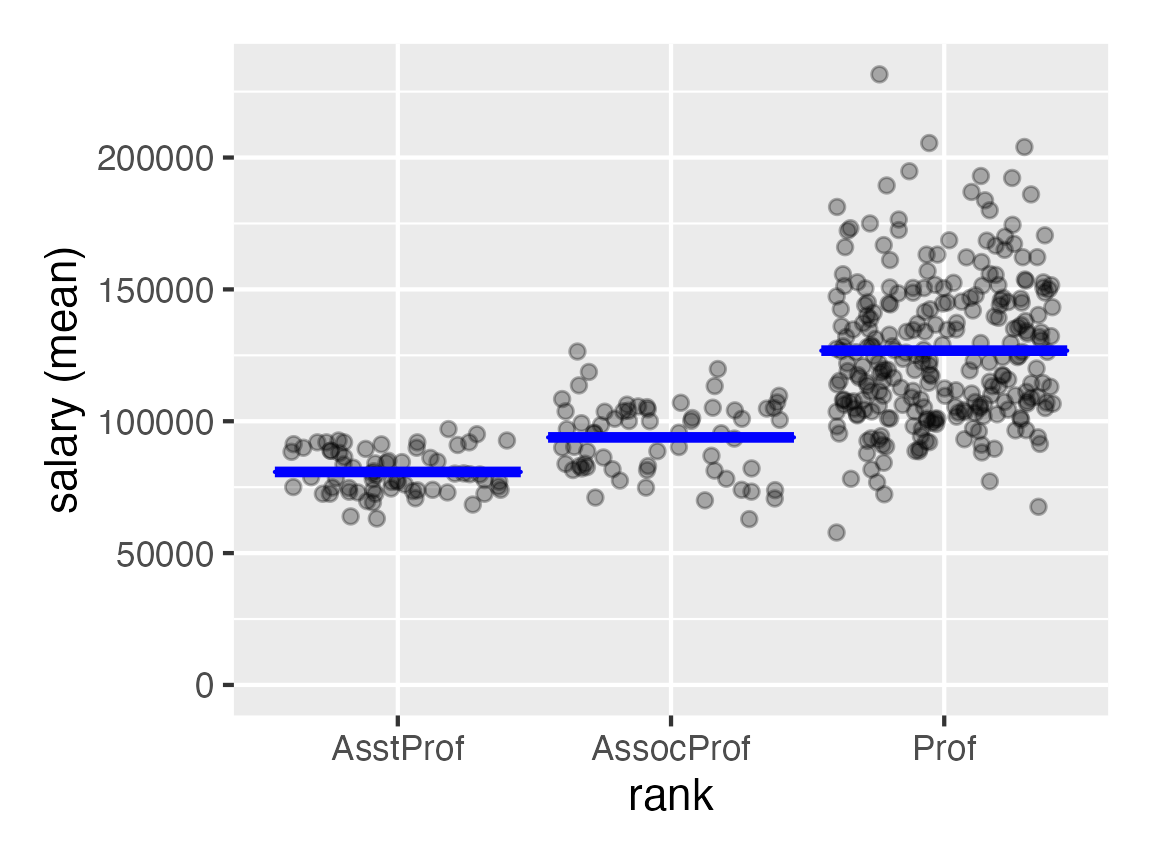 salary (mean)
200000
150000
100000
50000
0
AsstProf
AssocProf
Prof
rank